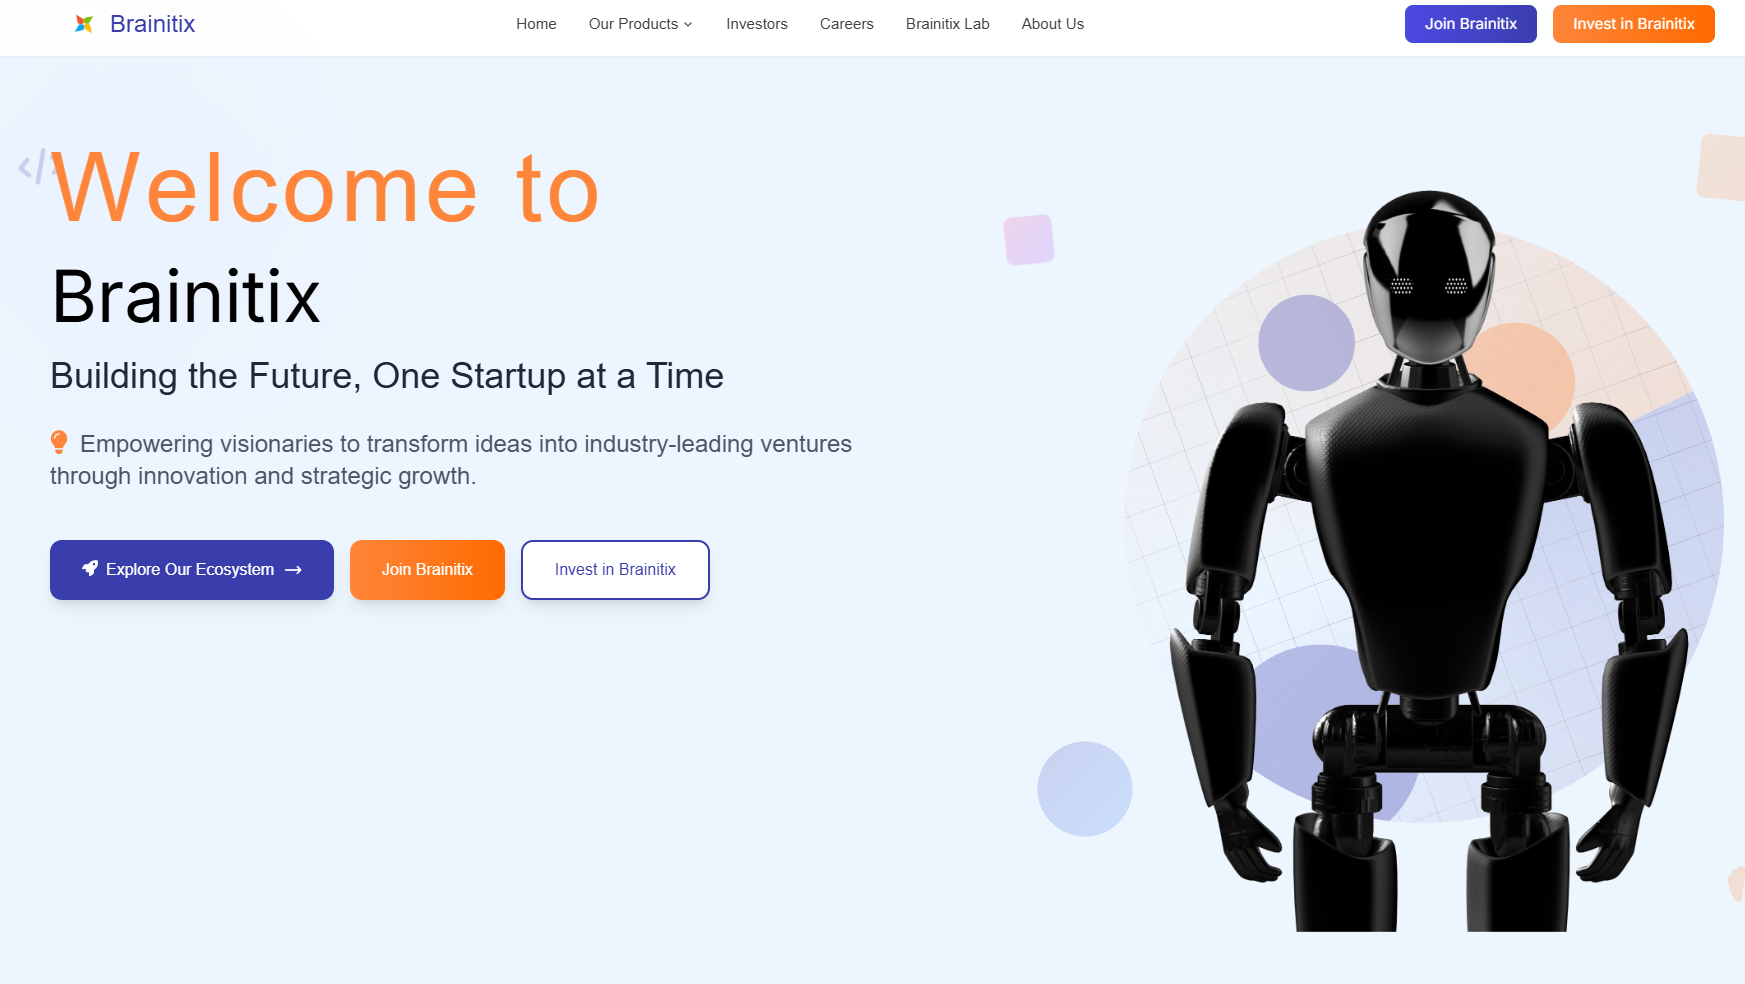 Brainitix
Home
Our Products
Investors
Careers
Brainitix Lab
About Us
Join Brainitix
Invest in Brainitix
Welcome to
Brainitix
Building the Future, One Startup at a Time
Empowering visionaries to transform ideas into industry-leading ventures
through innovation and strategic growth.
Explore Our Ecosystem →
Join Brainitix
Invest in Brainitix